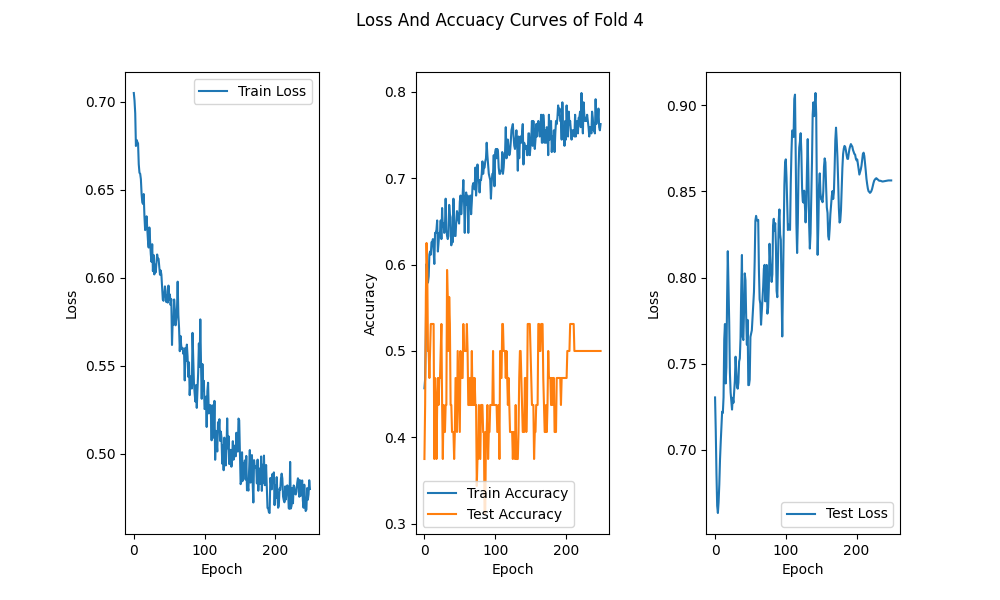 Loss And Accuacy Curves of Fold 4
Train Loss
0.70
0.65
0.60
0.55
0.50
Loss
0
100
200
Epoch
0.8
0.7
0.6
0.5
0.4
0.3
Accuracy
Train Accuracy
Test Accuracy
0
100
200
Epoch
0.90
0.85
0.80
0.75
0.70
Loss
Test Loss
0
100
200
Epoch